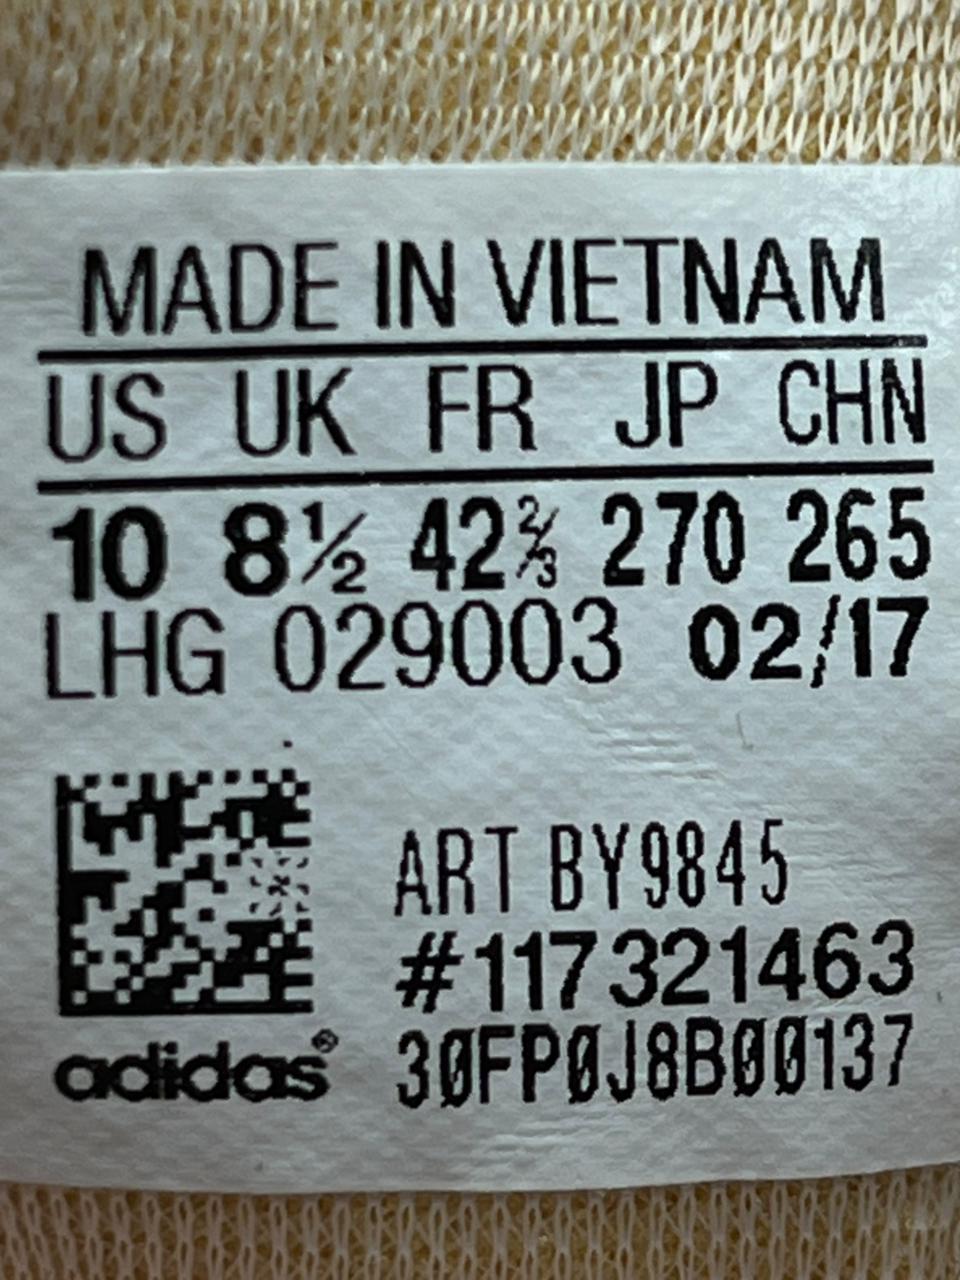 MADE IN VIETNAM
US UK FR JP CHN
10 8½ 42⅔ 270 265
LHG 029003 02/17
ART BY9845
#117321463
adidas® 30FP0J8B00137